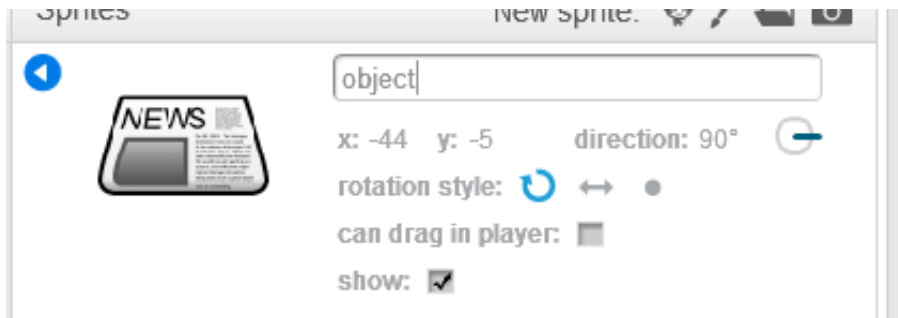 Sprites New sprite:
object
NEWS
x: -44 y: -5 direction: 90°
rotation style:
can drag in player:
show: